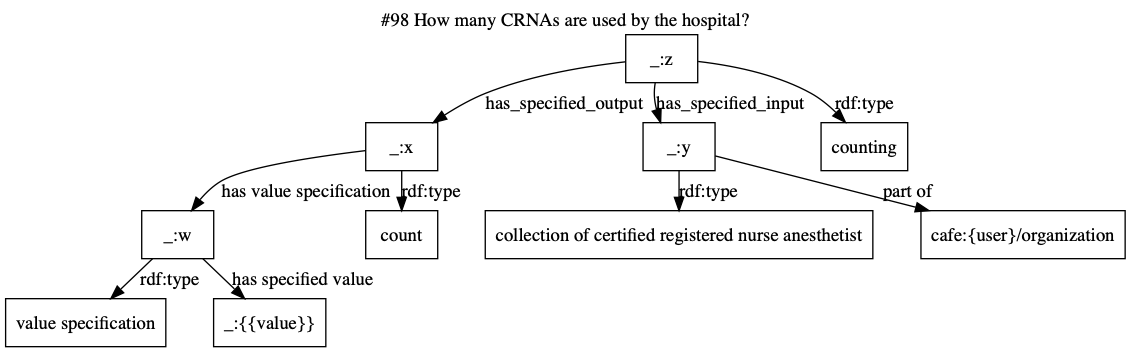 #98 How many CRNAs are used by the hospital?
_:z
has_specified_output
has_specified_input
rdf:type
_:x
_:y
counting
has value specification
rdf:type
rdf:type
part of
_:w
count
collection of certified registered nurse anesthetist
cafe:{user}/organization
rdf:type
has specified value
value specification
_:{{value}}